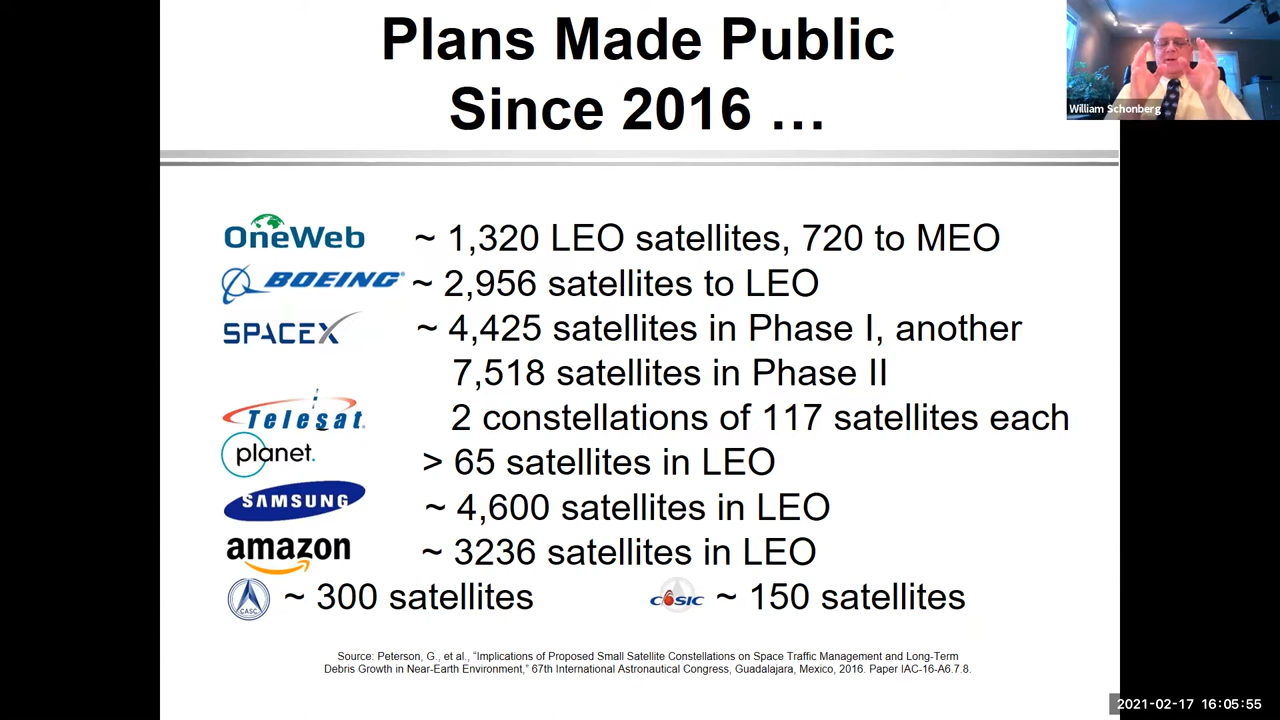 Plans Made Public
Since 2016 …
William Schonberg
OneWeb ~ 1,320 LEO satellites, 720 to MEO
BOEING ~ 2,956 satellites to LEO
SPACEX ~ 4,425 satellites in Phase I, another
7,518 satellites in Phase II
Telesat 2 constellations of 117 satellites each
planet. > 65 satellites in LEO
SAMSUNG ~ 4,600 satellites in LEO
amazon ~ 3236 satellites in LEO
CASC ~ 300 satellites CASIC ~ 150 satellites
Source: Peterson, G., et al., “Implications of Proposed Small Satellite Constellations on Space Traffic Management and Long-Term
Debris Growth in Near-Earth Environment,” 67th International Astronautical Congress, Guadalajara, Mexico, 2016. Paper IAC-16-A6.7.8.
2021-02-17 16:05:55